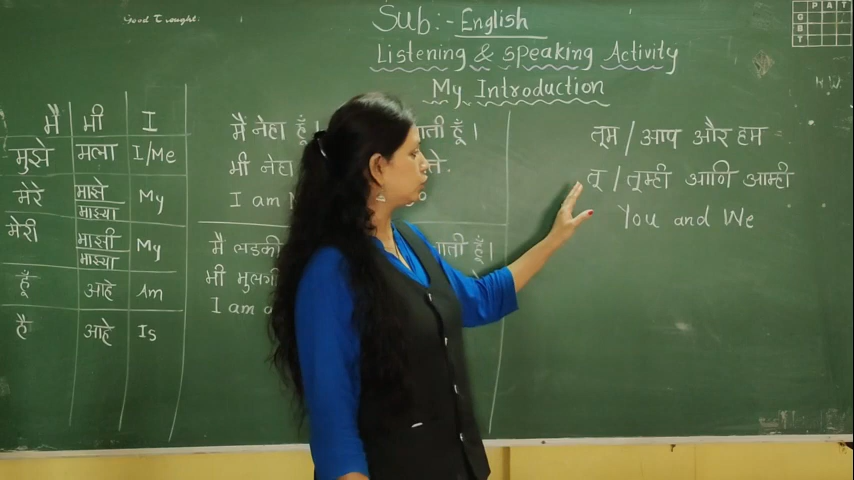 Good Thought:
Sub:- English
Listening & Speaking Activity
My Introduction
P A T
G
B
T
मै मी I
मुझे मला I/Me
मेरे माझे My
माझ्या
मेरी माझी My
माझ्या
हूँ आहे Am
है आहे Is
मै नेहा हूँ।
मी नेहा
I am
मै लडकी
मी मुलगी
I am a
तूम / आप और हम
तू / तूम्ही आणि आम्ही
You and We